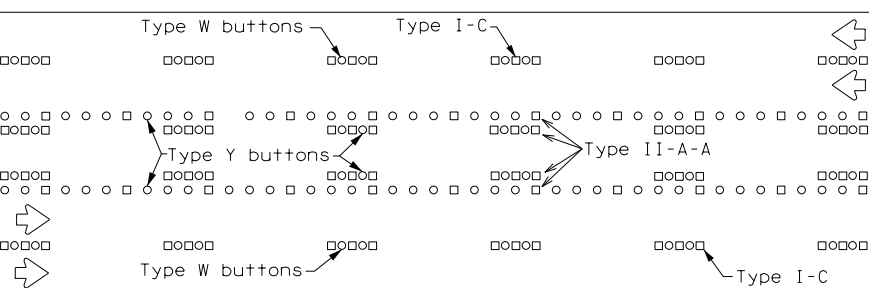 Type W buttons
Type I-C
Type Y buttons
Type II-A-A
Type W buttons
Type I-C